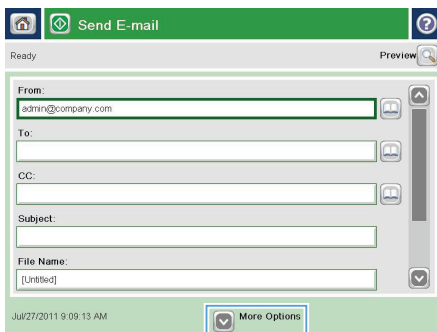 Send E-mail
Ready
Preview
From:
admin@company.com
To:
CC:
Subject:
File Name:
[Untitled]
Jul/27/2011 9:09:13 AM
More Options